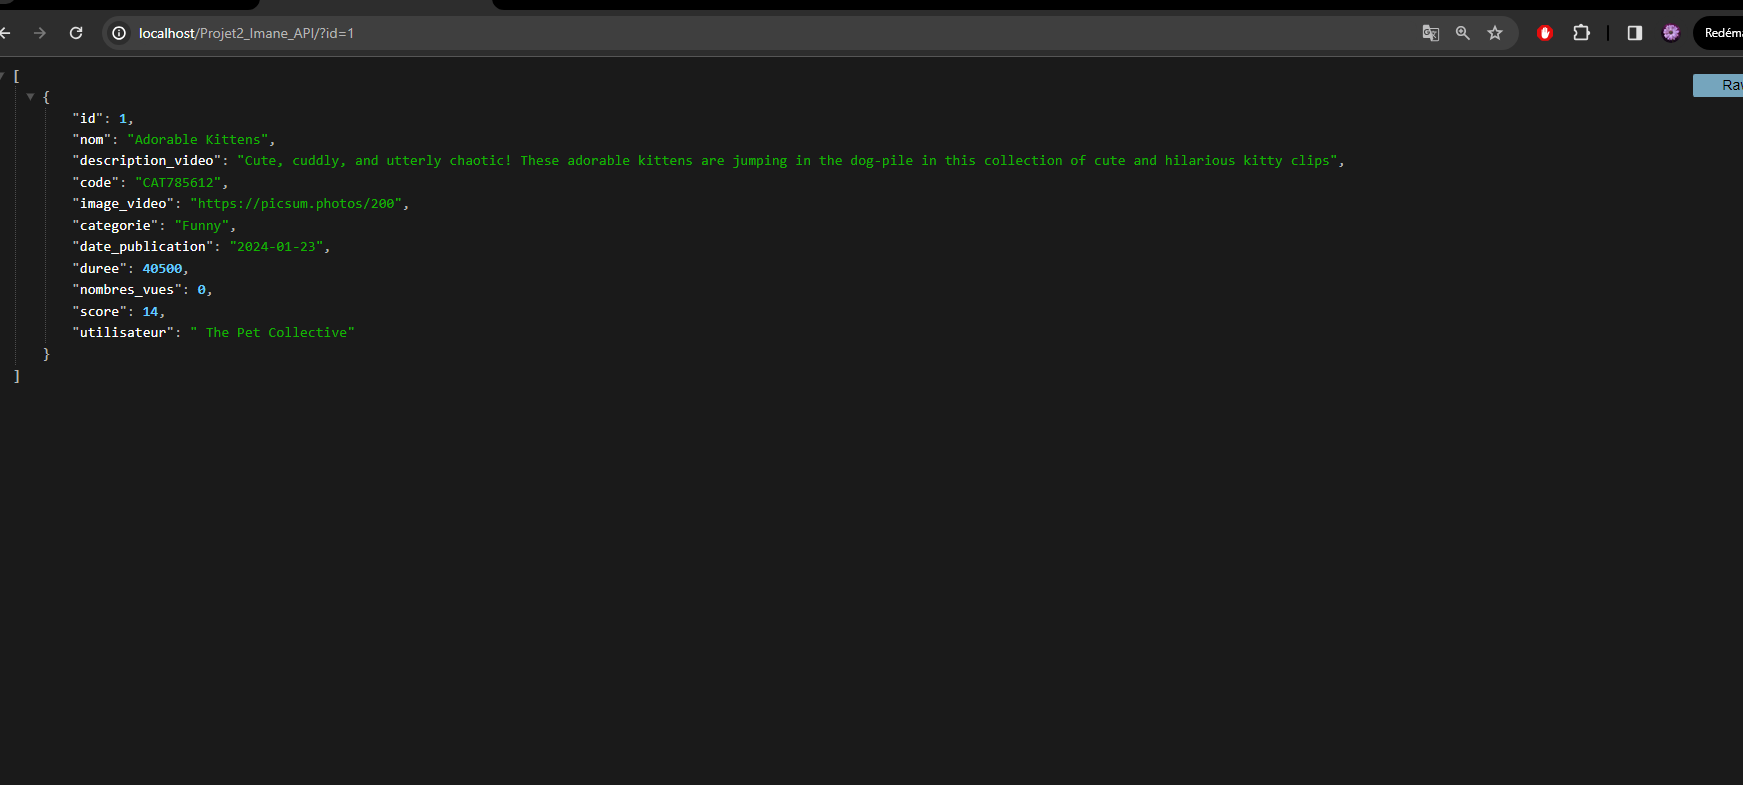 localhost/Projet2_Imane_API/?id=1
[
{
"id": 1,
"nom": "Adorable Kittens",
"description_video": "Cute, cuddly, and utterly chaotic! These adorable kittens are jumping in the dog-pile in this collection of cute and hilarious kitty clips",
"code": "CAT785612",
"image_video": "https://picsum.photos/200",
"categorie": "Funny",
"date_publication": "2024-01-23",
"duree": 40500,
"nombres_vues": 0,
"score": 14,
"utilisateur": " The Pet Collective"
}
]